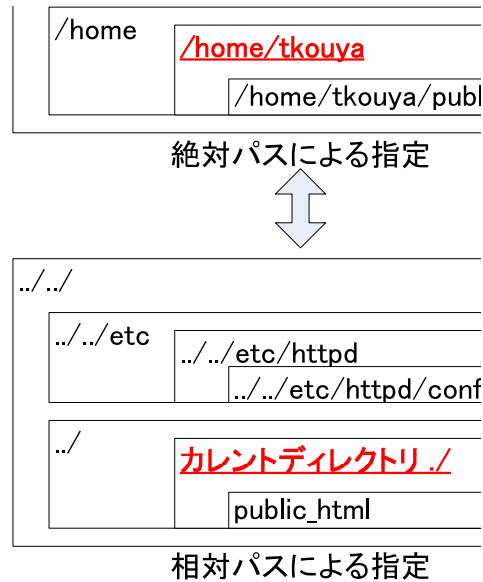 /home
/home/tkouya
/home/tkouya/publ
絶対パスによる指定
../../
../../etc
../../etc/httpd
../../etc/httpd/conf
../
カレントディレクトリ ./
public_html
相対パスによる指定